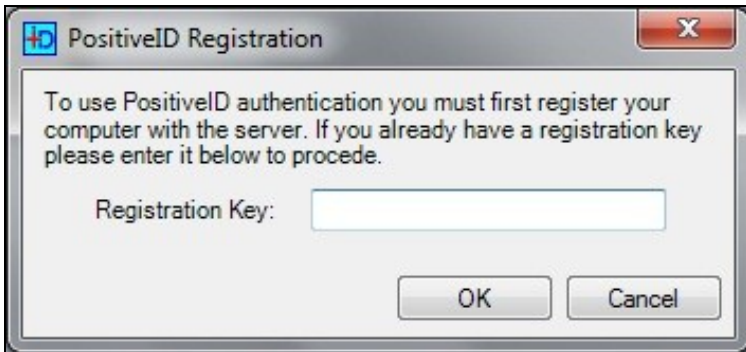 +D PositiveID Registration
X
To use PositiveID authentication you must first register your
computer with the server. If you already have a registration key
please enter it below to procede.
Registration Key:
OK Cancel